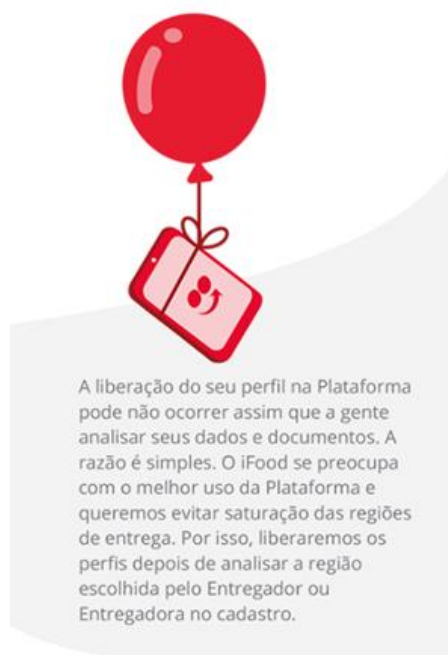 A liberação do seu perfil na Plataforma
pode não ocorrer assim que a gente
analisar seus dados e documentos. A
razão é simples. O iFood se preocupa
com o melhor uso da Plataforma e
queremos evitar saturação das regiões
de entrega. Por isso, liberaremos os
perfis depois de analisar a região
escolhida pelo Entregador ou
Entregadora no cadastro.